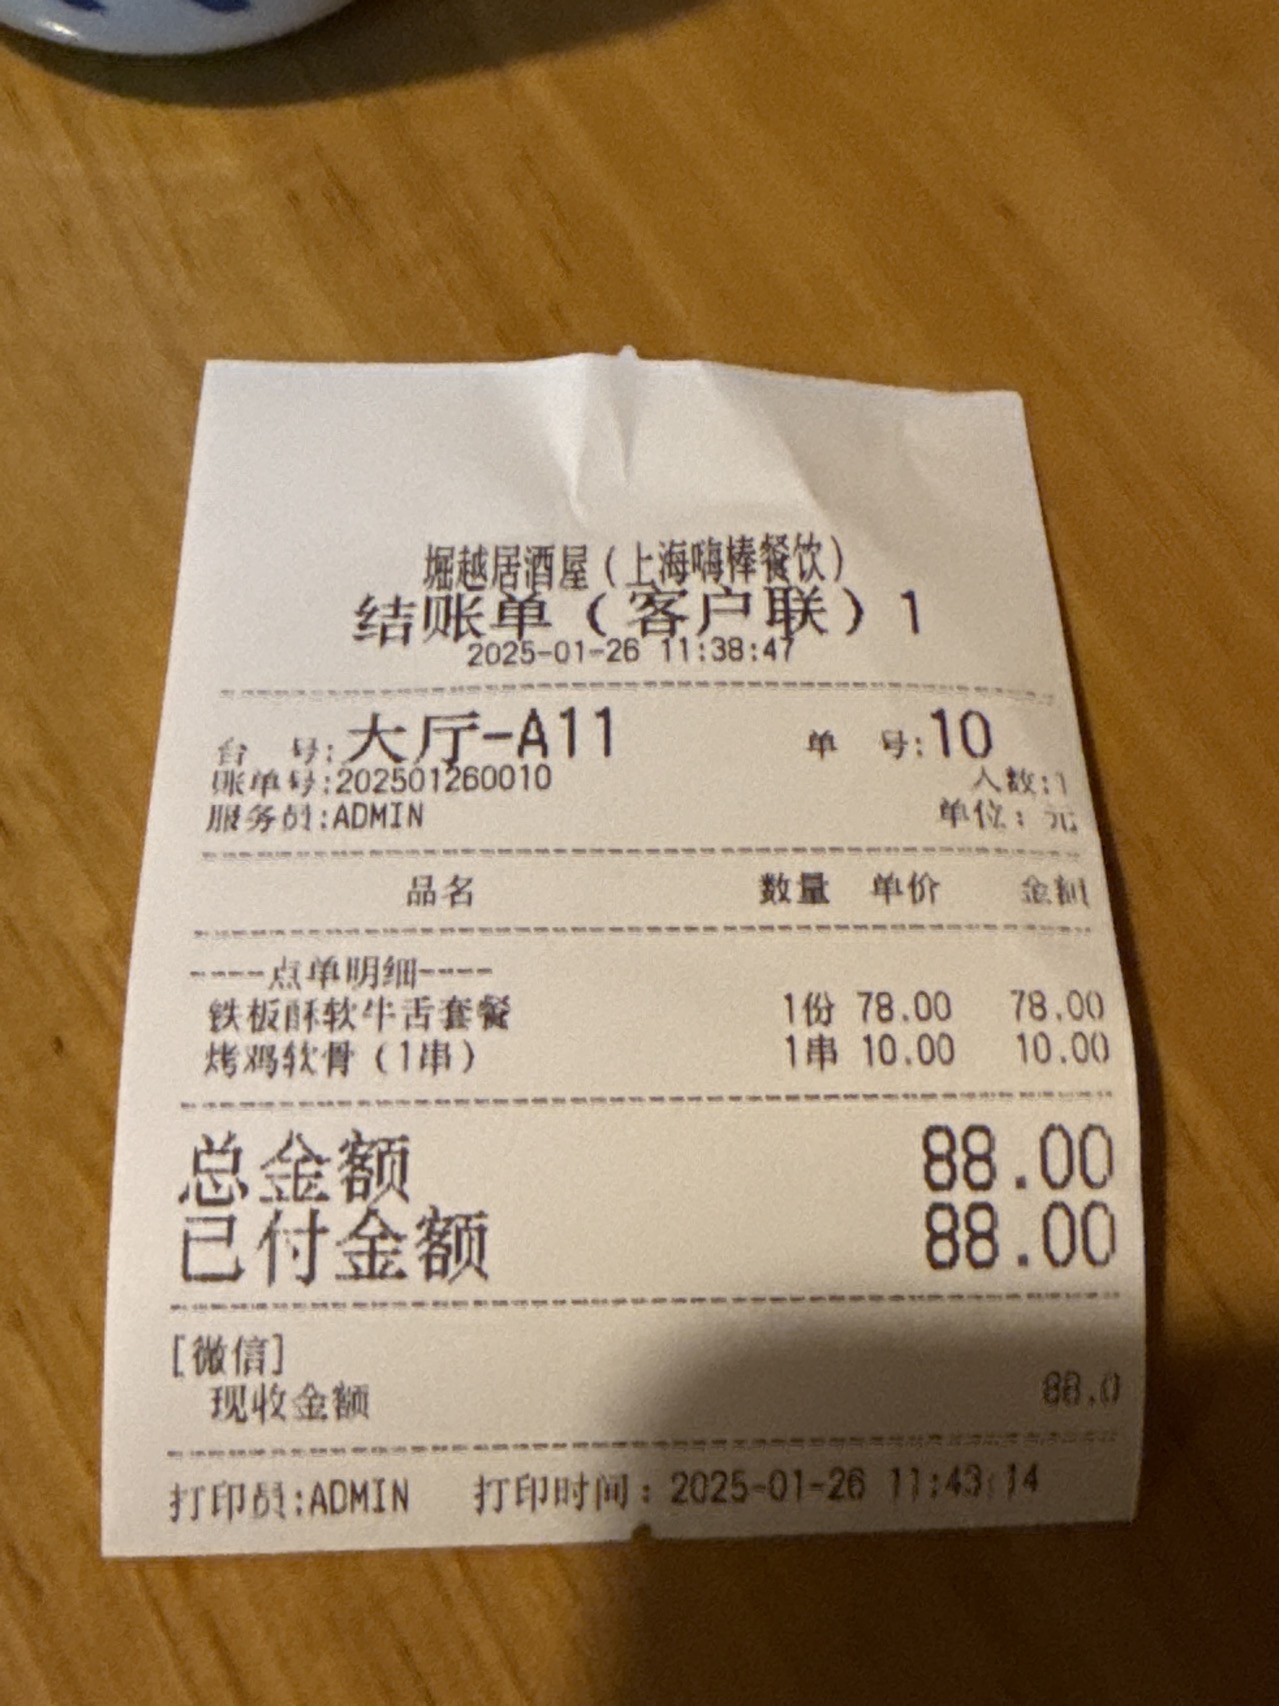 堀越居酒屋（上海嗨棒餐饮）
结账单（客户联）1
2025-01-26 11:38:47
台 号:大厅-A11 单 号:10
账单号:202501260010 人数:1
服务员:ADMIN 单位：元
品名 数量 单价 金额
----点单明细----
铁板酥软牛舌套餐 1份 78.00 78.00
烤鸡软骨（1串） 1串 10.00 10.00
总金额 88.00
已付金额 88.00
[微信]
现收金额 88.0
打印员:ADMIN 打印时间：2025-01-26 11:43:14